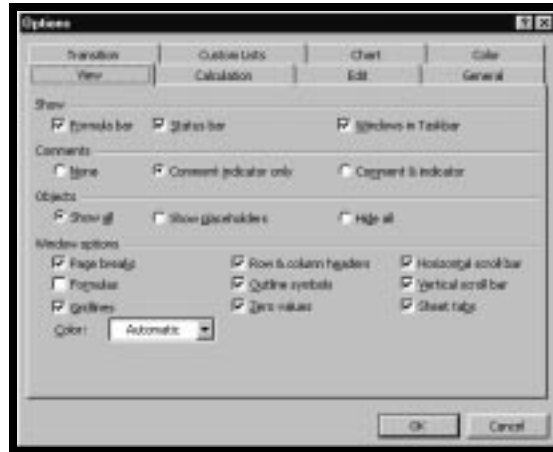 Options
Transition Custom Lists Chart Color
View Calculation Edit General
Show
Formula bar Status bar Windows in Taskbar
Comments
None Comment indicator only Comment & indicator
Objects
Show all Show placeholders Hide all
Window options
Page breaks Row & column headers Horizontal scroll bar
Formulas Outline symbols Vertical scroll bar
Gridlines Zero values Sheet tabs
Color: Automatic
OK Cancel